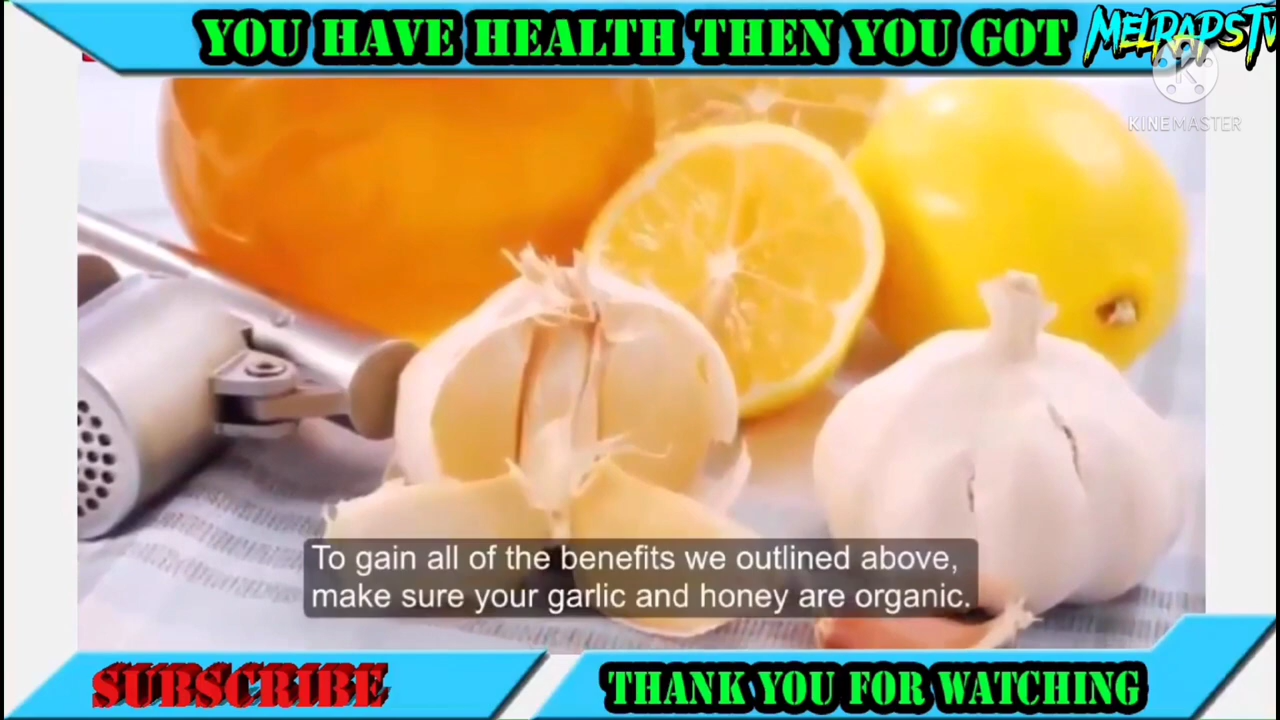 YOU HAVE HEALTH THEN YOU GOT
MELRAPSTV
K
KINEMASTER
To gain all of the benefits we outlined above,
make sure your garlic and honey are organic.
SUBSCRIBE
THANK YOU FOR WATCHING